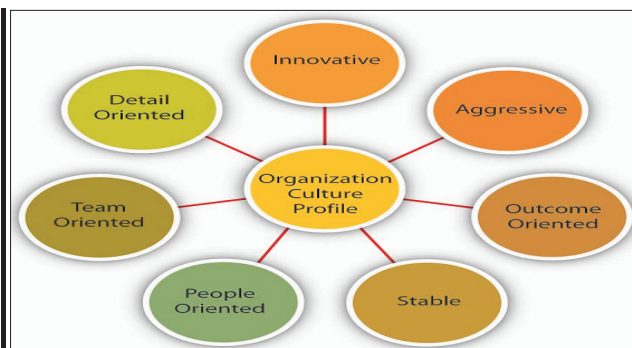 Innovative
Aggressive
Outcome
Oriented
Stable
People
Oriented
Team
Oriented
Detail
Oriented
Organization
Culture
Profile